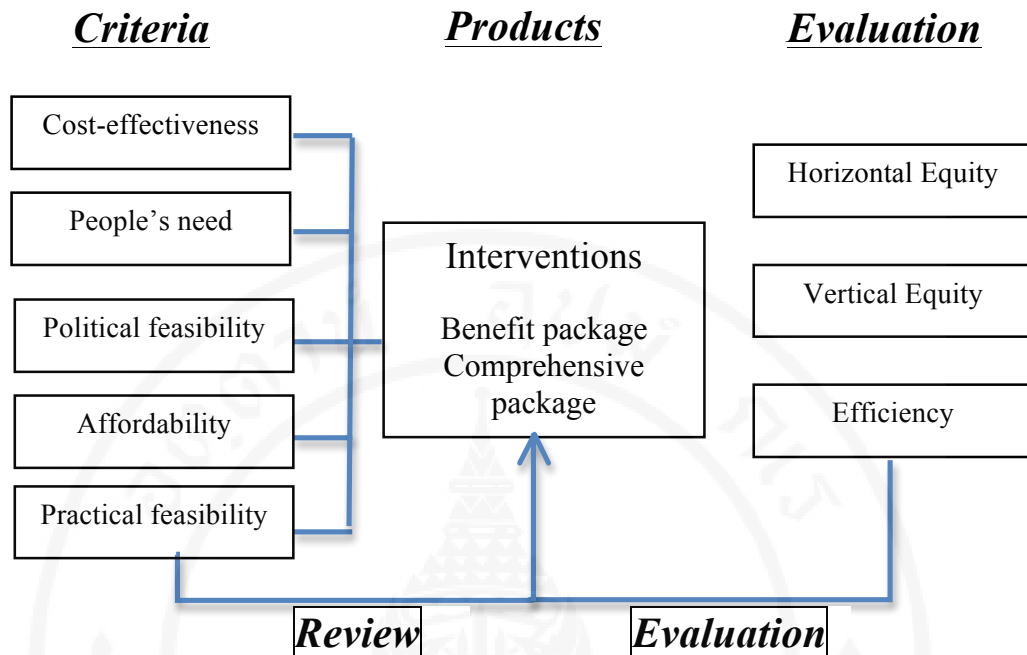 Criteria
Products
Evaluation
Cost-effectiveness
People’s need
Political feasibility
Affordability
Practical feasibility
Interventions
Benefit package
Comprehensive
package
Horizontal Equity
Vertical Equity
Efficiency
Review
Evaluation